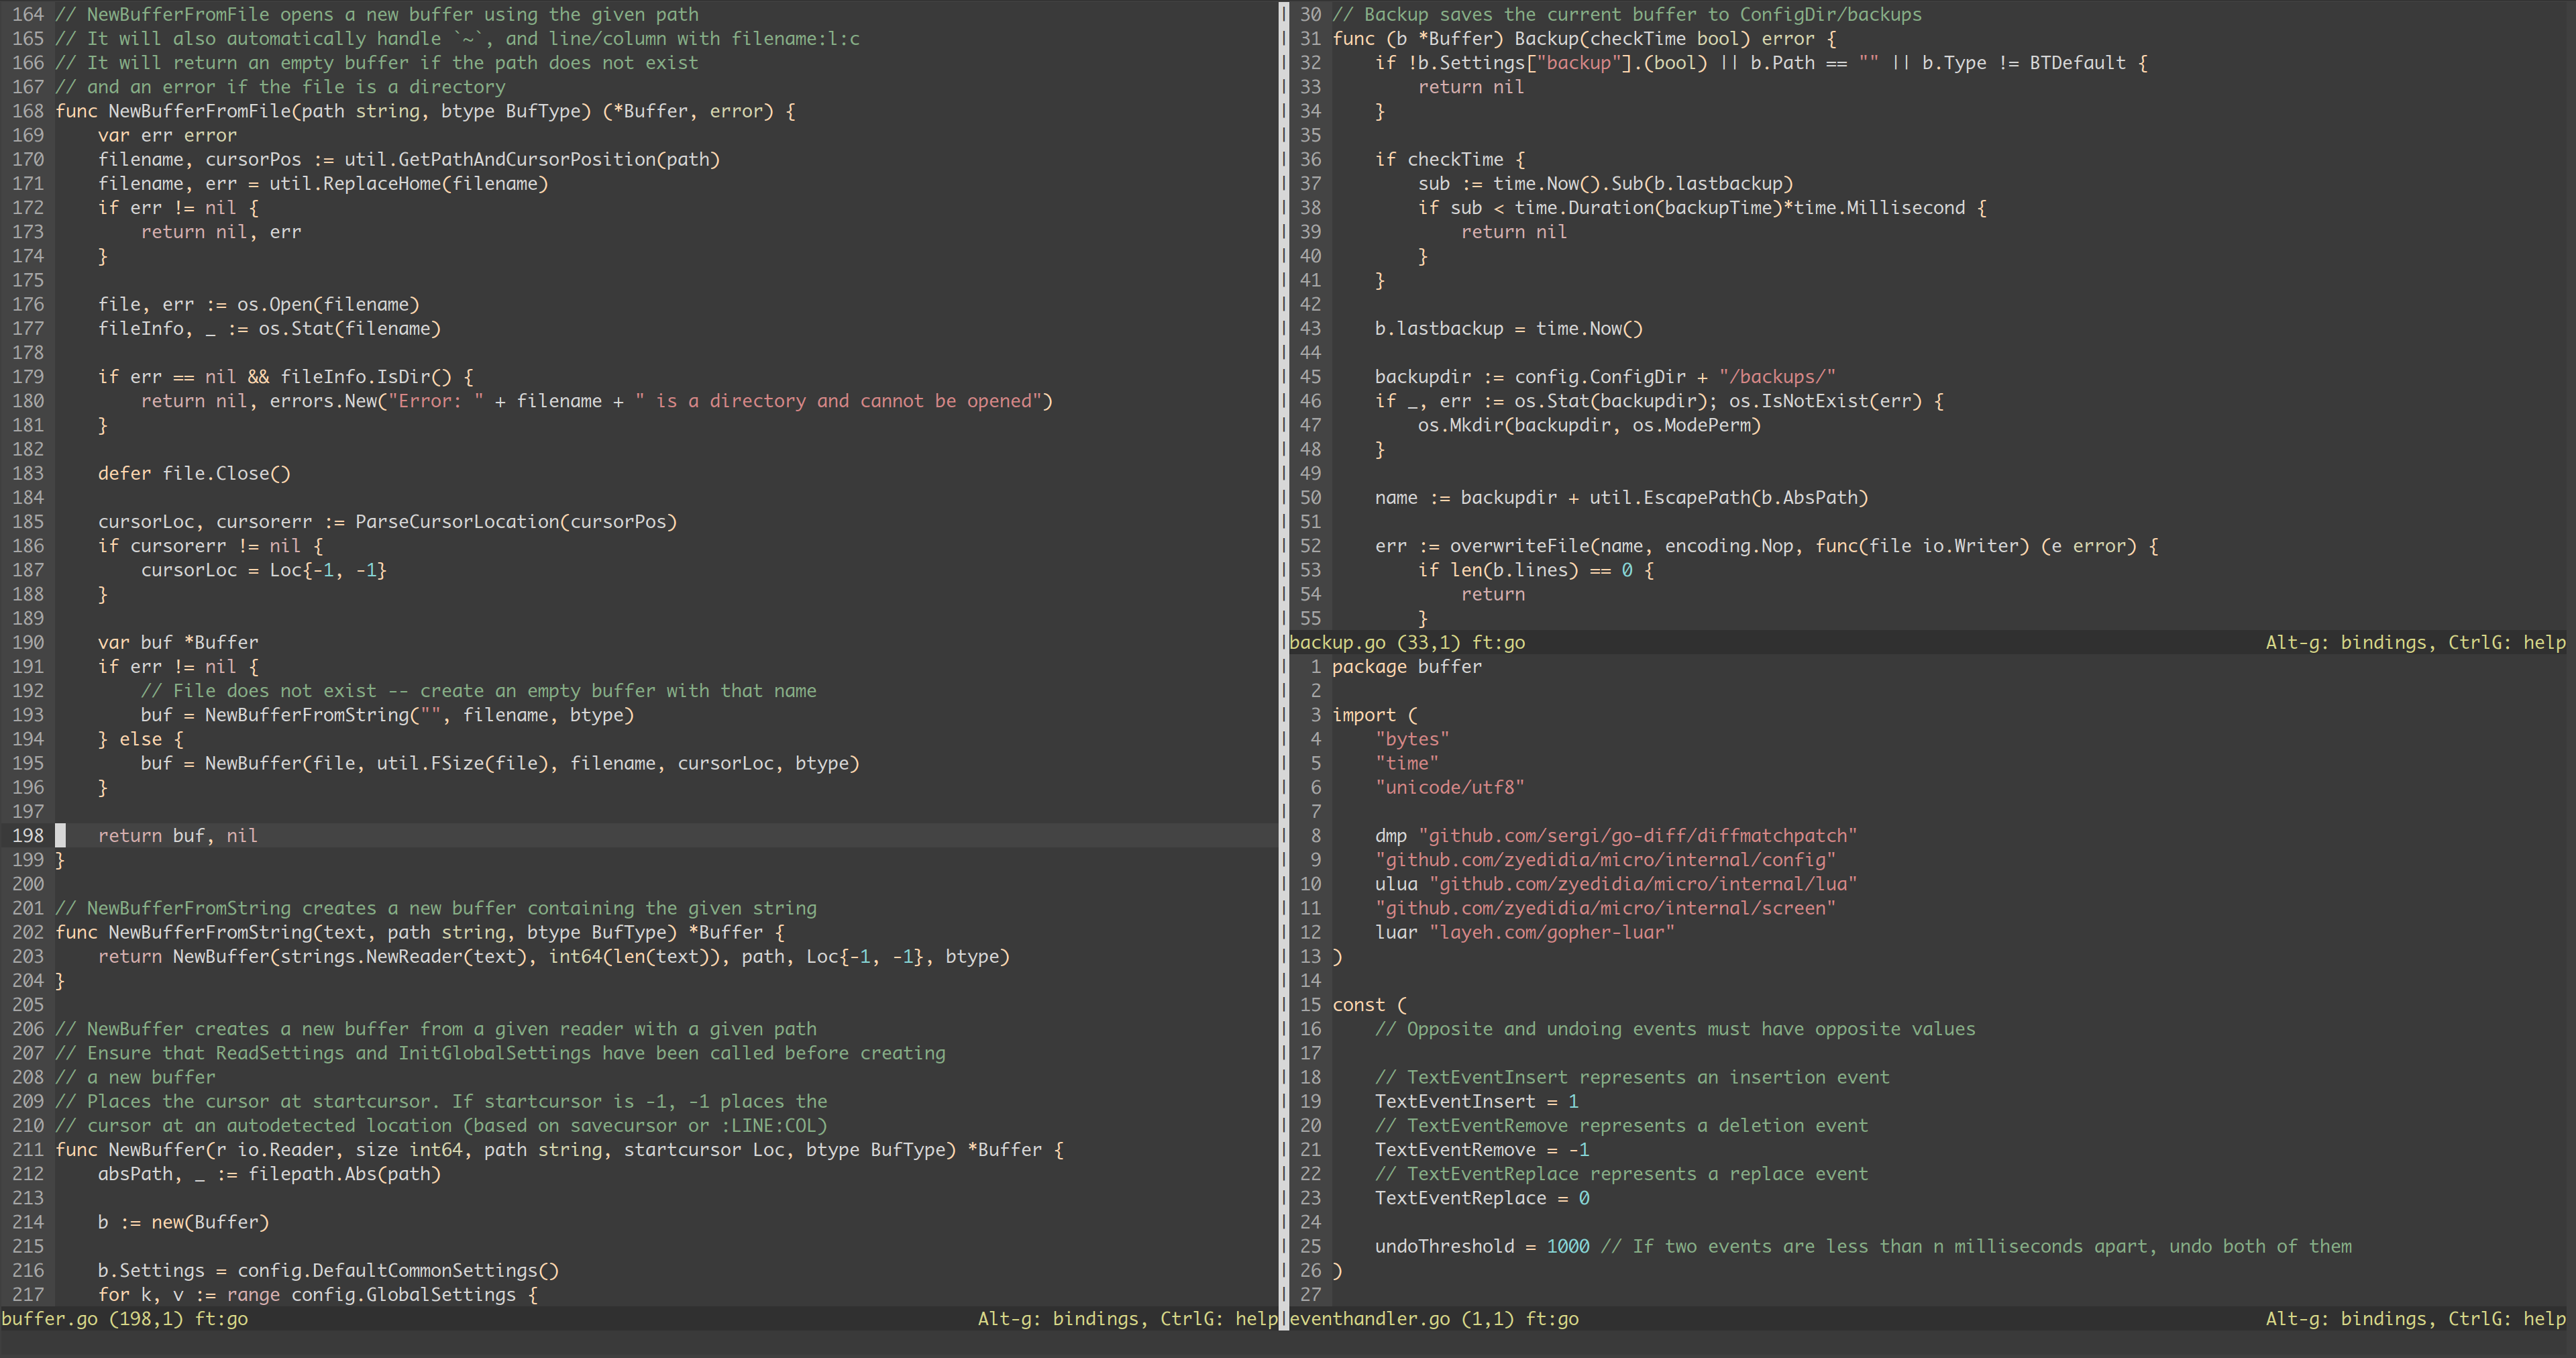 164 // NewBufferFromFile opens a new buffer using the given path
165 // It will also automatically handle `~`, and line/column with filename:l:c
166 // It will return an empty buffer if the path does not exist
167 // and an error if the file is a directory
168 func NewBufferFromFile(path string, btype BufType) (*Buffer, error) {
169     var err error
170     filename, cursorPos := util.GetPathAndCursorPosition(path)
171     filename, err = util.ReplaceHome(filename)
172     if err != nil {
173         return nil, err
174     }
175
176     file, err := os.Open(filename)
177     fileInfo, _ := os.Stat(filename)
178
179     if err == nil && fileInfo.IsDir() {
180         return nil, errors.New("Error: " + filename + " is a directory and cannot be opened")
181     }
182
183     defer file.Close()
184
185     cursorLoc, cursorerr := ParseCursorLocation(cursorPos)
186     if cursorerr != nil {
187         cursorLoc = Loc{-1, -1}
188     }
189
190     var buf *Buffer
191     if err != nil {
192         // File does not exist -- create an empty buffer with that name
193         buf = NewBufferFromString("", filename, btype)
194     } else {
195         buf = NewBuffer(file, util.FSize(file), filename, cursorLoc, btype)
196     }
197
198     return buf, nil
199 }
200
201 // NewBufferFromString creates a new buffer containing the given string
202 func NewBufferFromString(text, path string, btype BufType) *Buffer {
203     return NewBuffer(strings.NewReader(text), int64(len(text)), path, Loc{-1, -1}, btype)
204 }
205
206 // NewBuffer creates a new buffer from a given reader with a given path
207 // Ensure that ReadSettings and InitGlobalSettings have been called before creating
208 // a new buffer
209 // Places the cursor at startcursor. If startcursor is -1, -1 places the
210 // cursor at an autodetected location (based on savecursor or :LINE:COL)
211 func NewBuffer(r io.Reader, size int64, path string, startcursor Loc, btype BufType) *Buffer {
212     absPath, _ := filepath.Abs(path)
213
214     b := new(Buffer)
215
216     b.Settings = config.DefaultCommonSettings()
217     for k, v := range config.GlobalSettings {
buffer.go (198,1) ft:go Alt-g: bindings, CtrlG: help
30 // Backup saves the current buffer to ConfigDir/backups
31 func (b *Buffer) Backup(checkTime bool) error {
32     if !b.Settings["backup"].(bool) || b.Path == "" || b.Type != BTDefault {
33         return nil
34     }
35
36     if checkTime {
37         sub := time.Now().Sub(b.lastbackup)
38         if sub < time.Duration(backupTime)*time.Millisecond {
39             return nil
40         }
41     }
42
43     b.lastbackup = time.Now()
44
45     backupdir := config.ConfigDir + "/backups/"
46     if _, err := os.Stat(backupdir); os.IsNotExist(err) {
47         os.Mkdir(backupdir, os.ModePerm)
48     }
49
50     name := backupdir + util.EscapePath(b.AbsPath)
51
52     err := overwriteFile(name, encoding.Nop, func(file io.Writer) (e error) {
53         if len(b.lines) == 0 {
54             return
55         }
backup.go (33,1) ft:go Alt-g: bindings, CtrlG: help
1 package buffer
2
3 import (
4     "bytes"
5     "time"
6     "unicode/utf8"
7
8     dmp "github.com/sergi/go-diff/diffmatchpatch"
9     "github.com/zyedidia/micro/internal/config"
10     ulua "github.com/zyedidia/micro/internal/lua"
11     "github.com/zyedidia/micro/internal/screen"
12     luar "layeh.com/gopher-luar"
13 )
14
15 const (
16     // Opposite and undoing events must have opposite values
17
18     // TextEventInsert represents an insertion event
19     TextEventInsert = 1
20     // TextEventRemove represents a deletion event
21     TextEventRemove = -1
22     // TextEventReplace represents a replace event
23     TextEventReplace = 0
24
25     undoThreshold = 1000 // If two events are less than n milliseconds apart, undo both of them
26 )
27
eventhandler.go (1,1) ft:go Alt-g: bindings, CtrlG: help